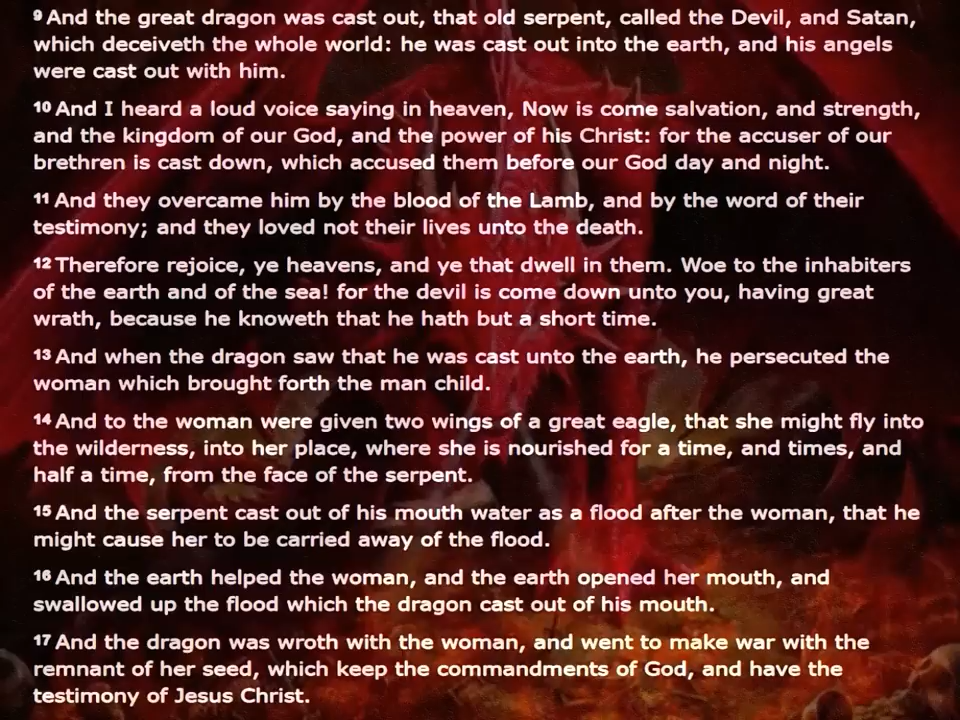 9 And the great dragon was cast out, that old serpent, called the Devil, and Satan,
which deceiveth the whole world: he was cast out into the earth, and his angels
were cast out with him.
10 And I heard a loud voice saying in heaven, Now is come salvation, and strength,
and the kingdom of our God, and the power of his Christ: for the accuser of our
brethren is cast down, which accused them before our God day and night.
11 And they overcame him by the blood of the Lamb, and by the word of their
testimony; and they loved not their lives unto the death.
12 Therefore rejoice, ye heavens, and ye that dwell in them. Woe to the inhabiters
of the earth and of the sea! for the devil is come down unto you, having great
wrath, because he knoweth that he hath but a short time.
13 And when the dragon saw that he was cast unto the earth, he persecuted the
woman which brought forth the man child.
14 And to the woman were given two wings of a great eagle, that she might fly into
the wilderness, into her place, where she is nourished for a time, and times, and
half a time, from the face of the serpent.
15 And the serpent cast out of his mouth water as a flood after the woman, that he
might cause her to be carried away of the flood.
16 And the earth helped the woman, and the earth opened her mouth, and
swallowed up the flood which the dragon cast out of his mouth.
17 And the dragon was wroth with the woman, and went to make war with the
remnant of her seed, which keep the commandments of God, and have the
testimony of Jesus Christ.